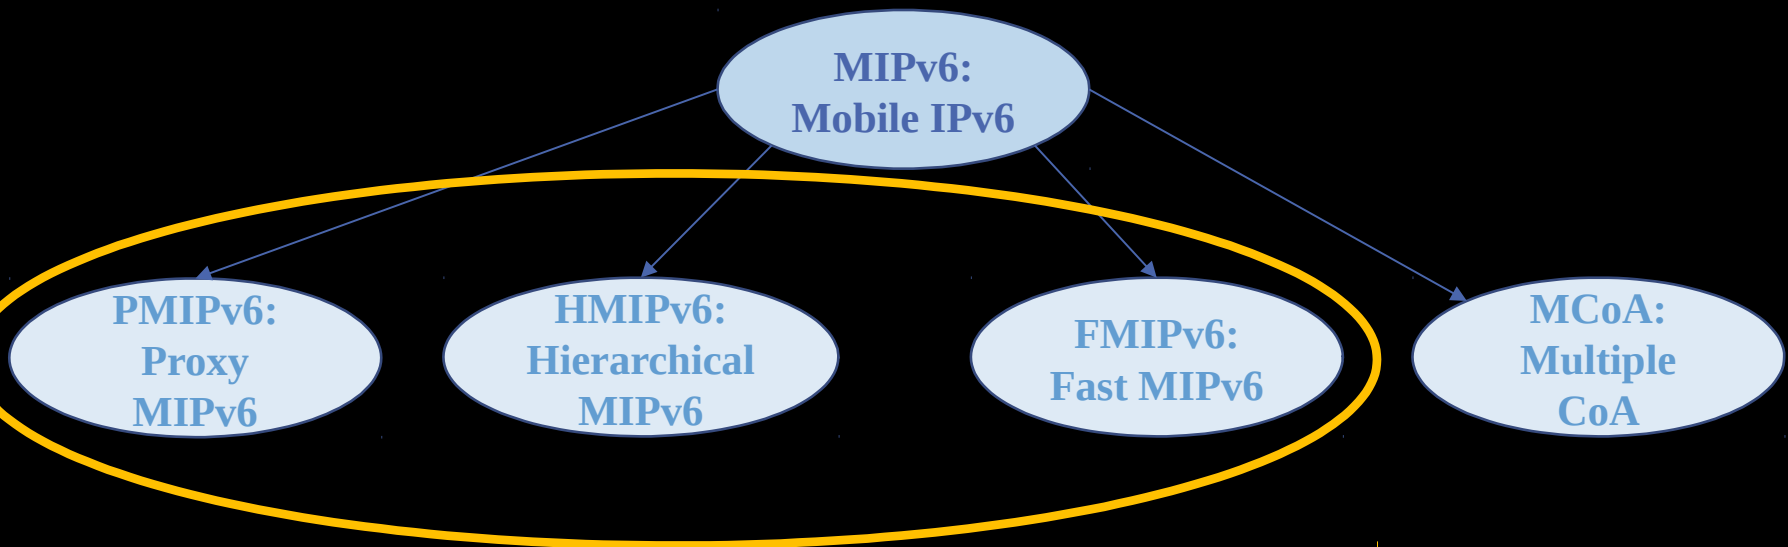 MIPv6:
Mobile IPv6
PMIPv6:
Proxy
MIPv6
HMIPv6:
Hierarchical
MIPv6
FMIPv6:
Fast MIPv6
MCoA:
Multiple
CoA